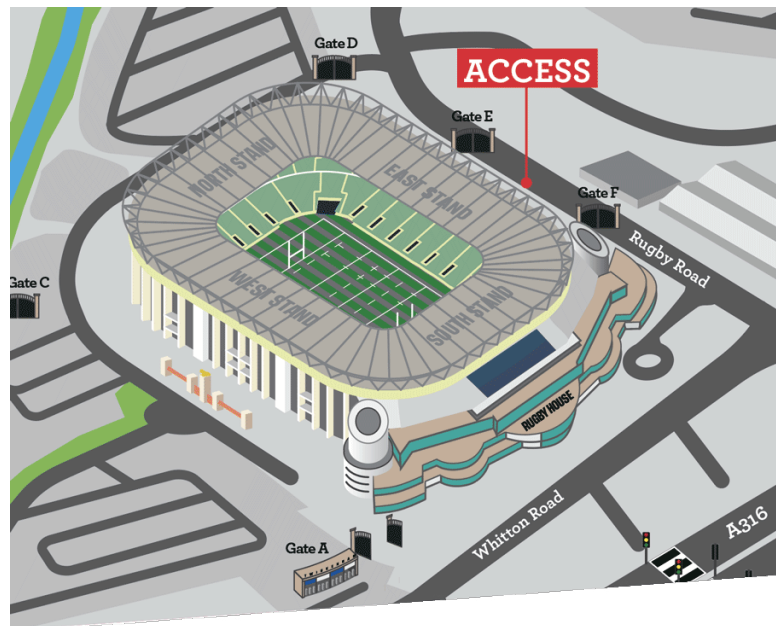 Gate D
ACCESS
Gate E
NORTH STAND
EAST STAND
Gate F
Rugby Road
Gate C
WEST STAND
SOUTH STAND
RUGBY HOUSE
Whitton Road
A316
Gate A